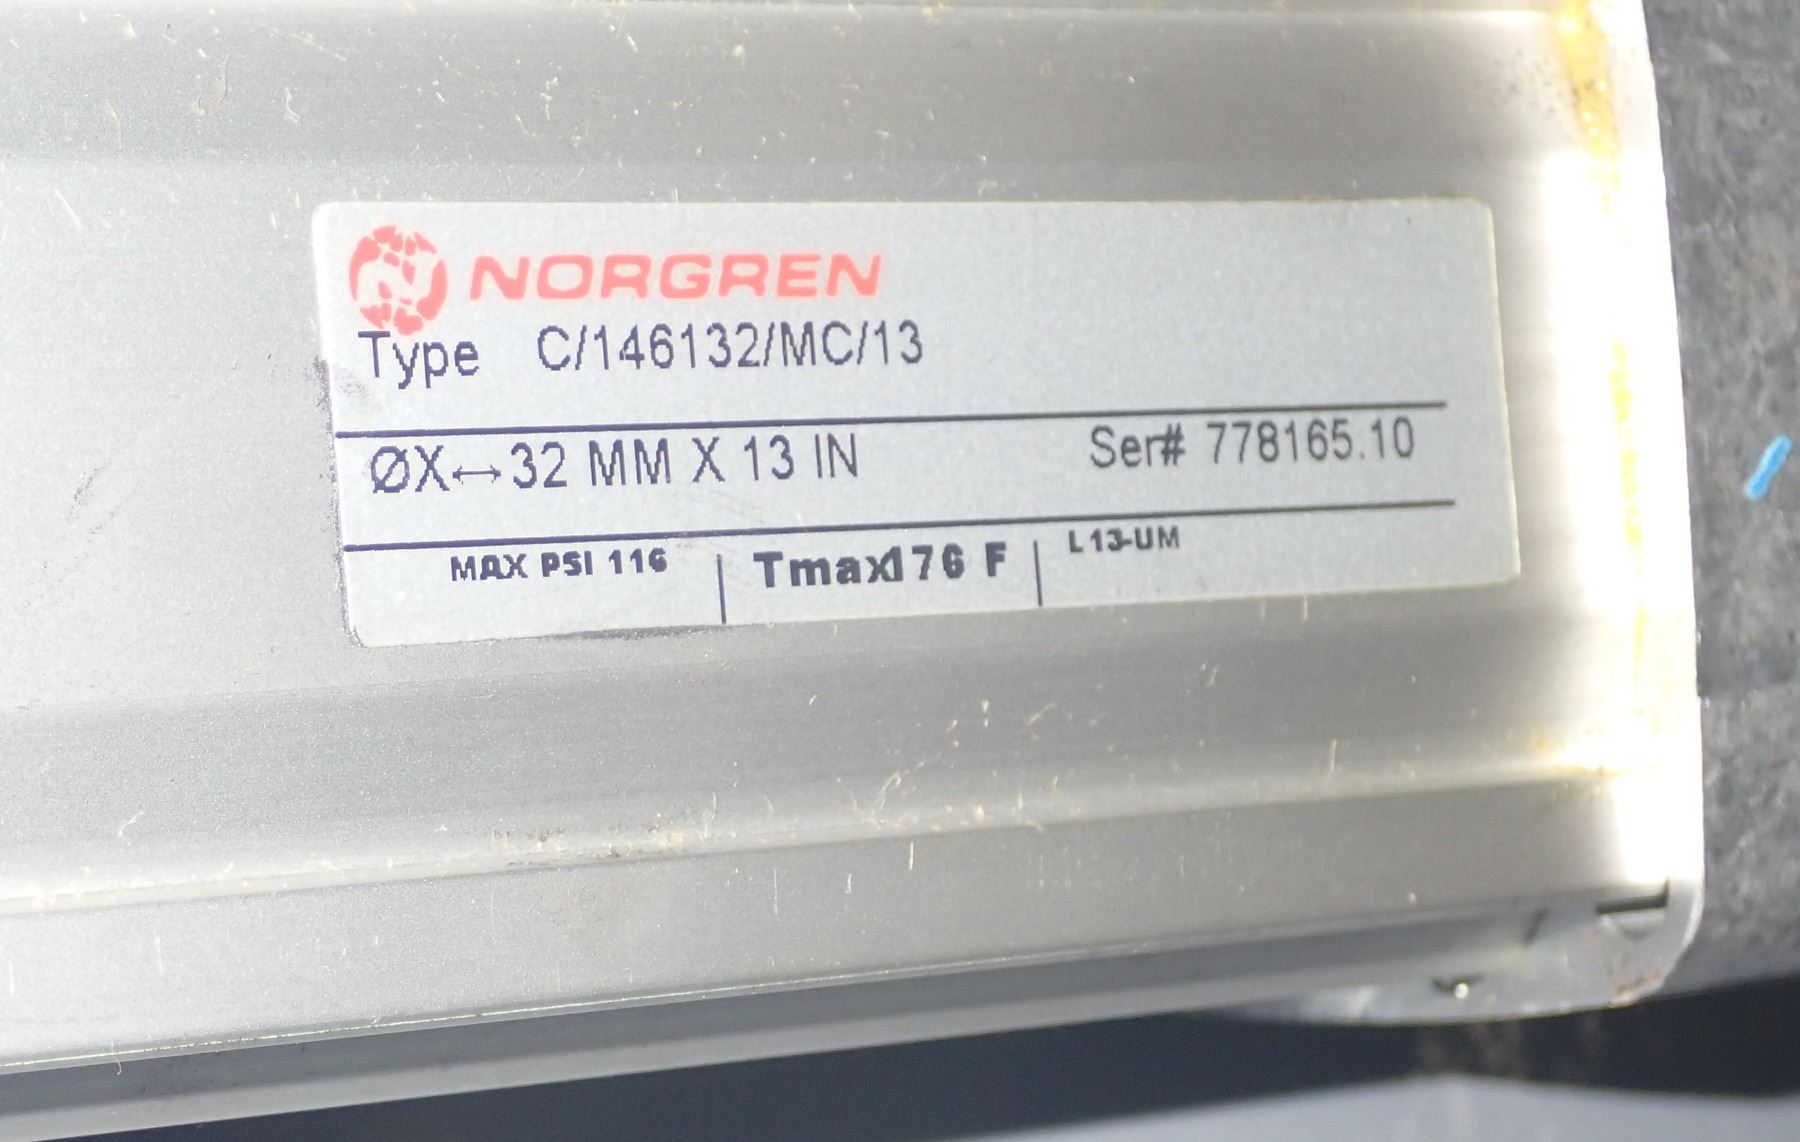 NORGREN
Type C/146132/MC/13
ØX↔32 MM X 13 IN Ser# 778165.10
MAX PSI 116 Tmax176 F L13-UM